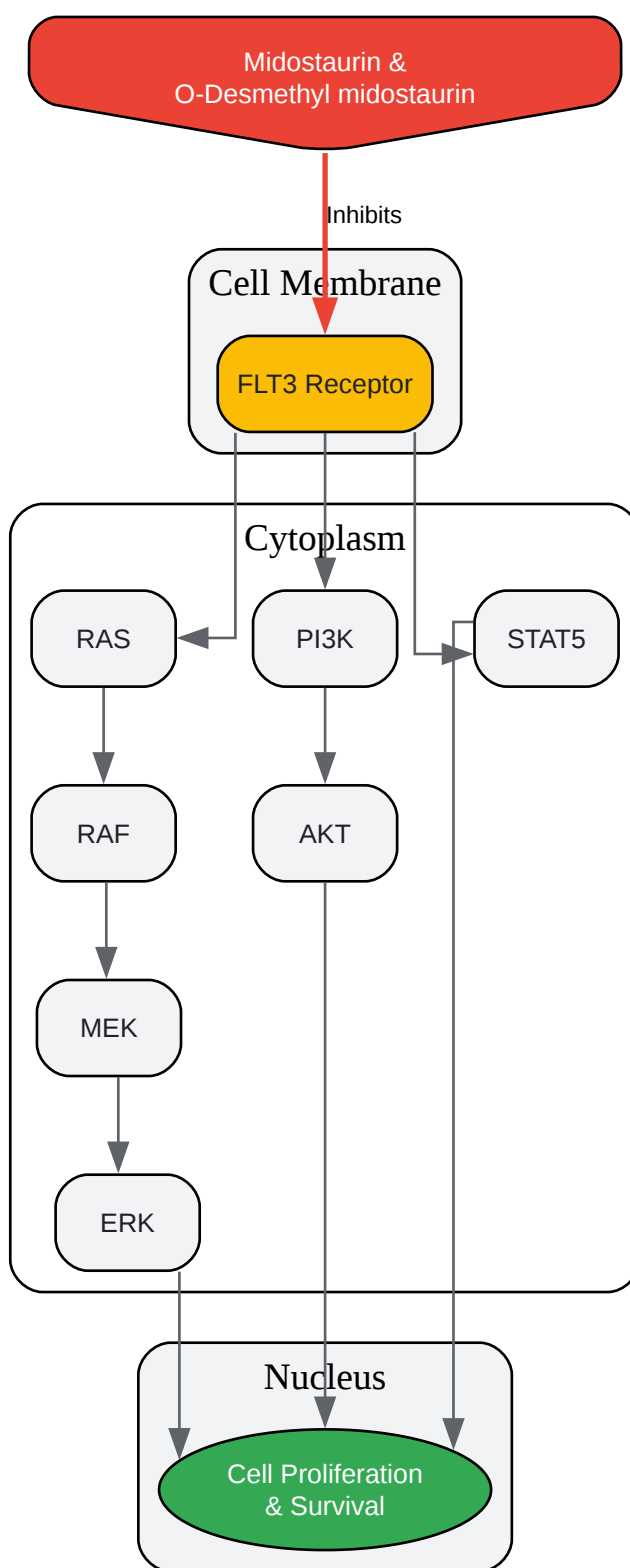 Midostaurin &
O-Desmethyl midostaurin
Inhibits
Cell Membrane
FLT3 Receptor
Cytoplasm
RAS
PI3K
STAT5
RAF
AKT
MEK
ERK
Nucleus
Cell Proliferation
& Survival